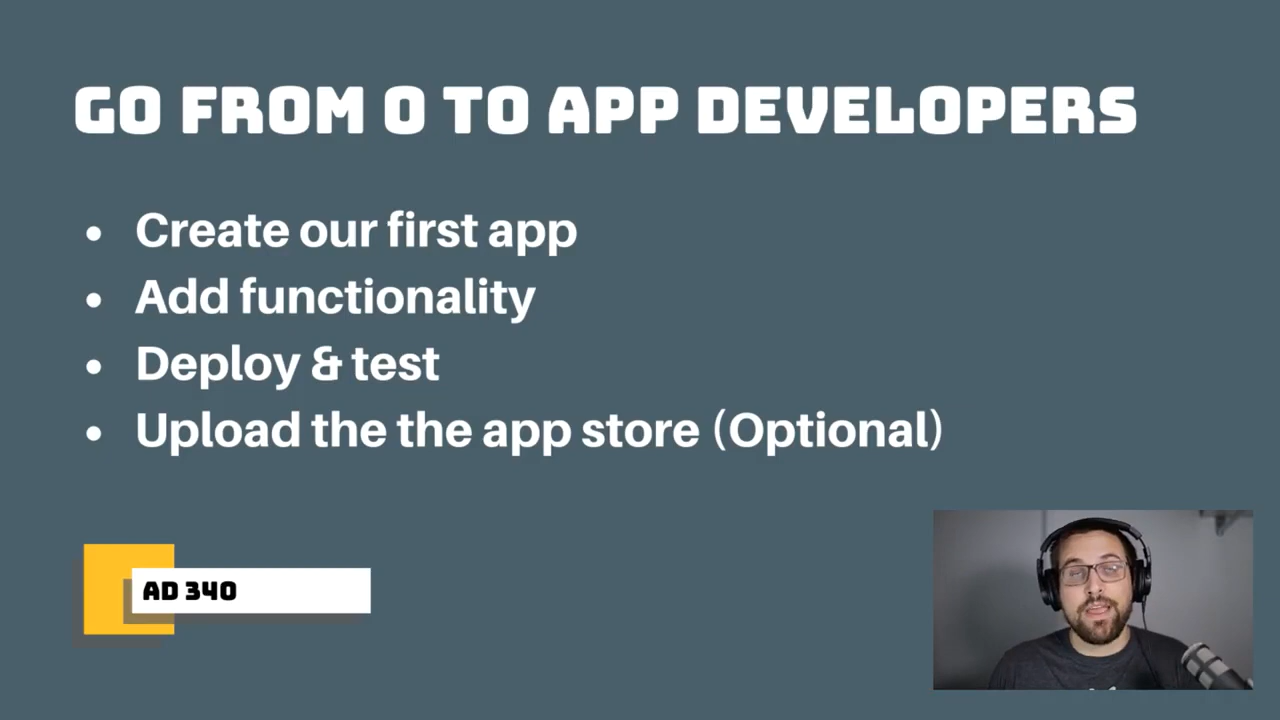 GO FROM 0 TO APP DEVELOPERS
• Create our first app
• Add functionality
• Deploy & test
• Upload the the app store (Optional)
AD 340